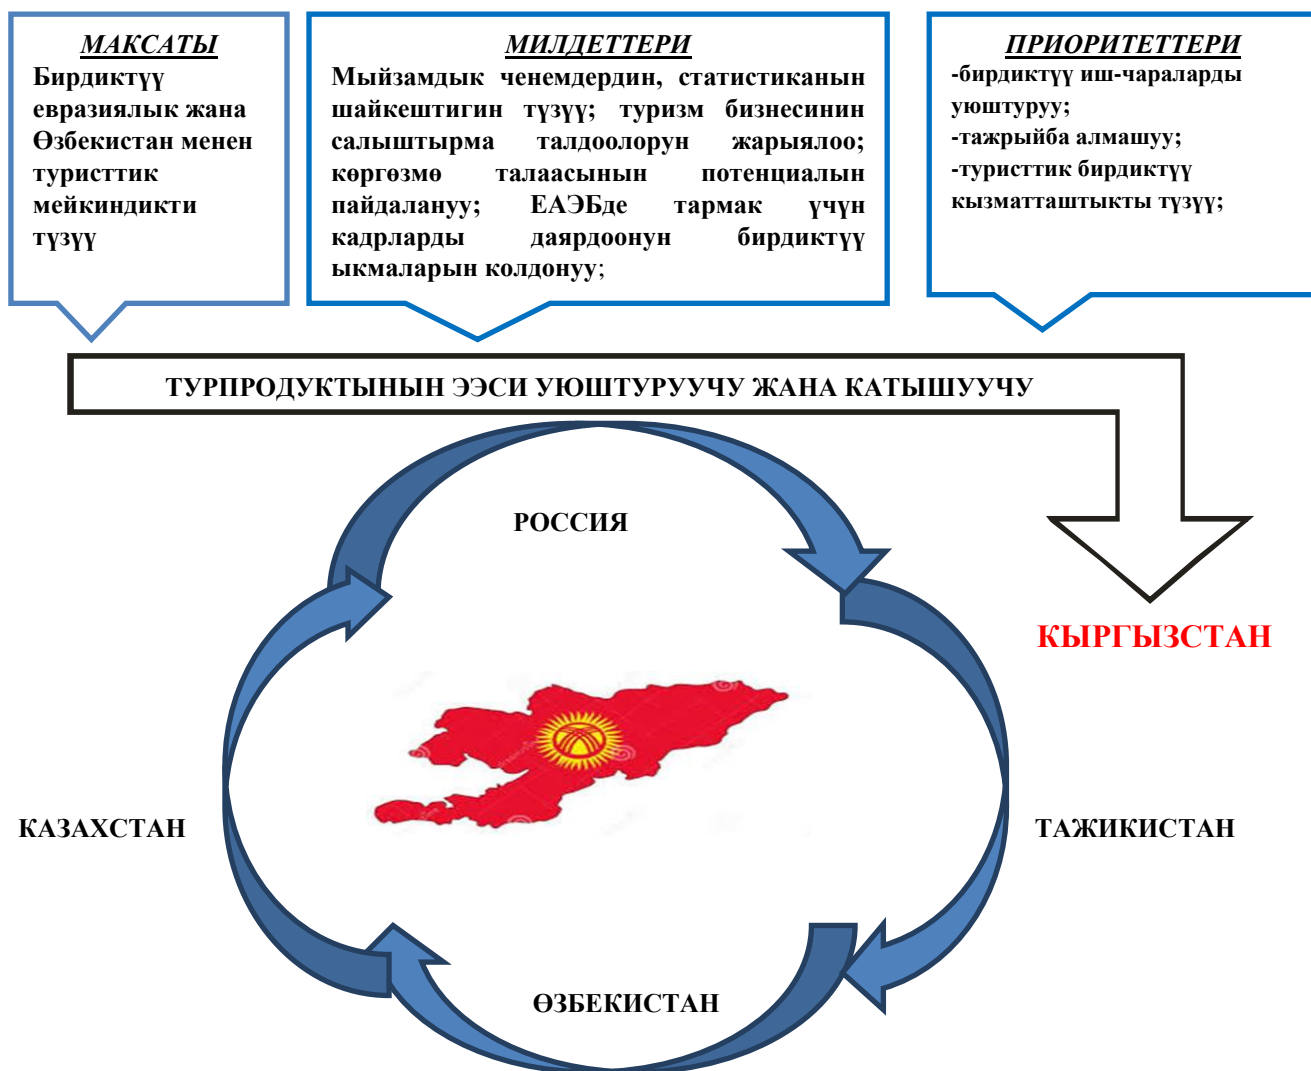 МАКСАТЫ
Бирдиктүү
евразиялык жана
Өзбекистан менен
туристтик
мейкиндикти
түзүү
МИЛДЕТТЕРИ
Мыйзамдык ченемдердин, статистиканын
шайкештигин түзүү; туризм бизнесинин
салыштырма талдоолорун жарыялоо;
көргөзмө талаасынын потенциалын
пайдалануу; ЕАЭБде тармак үчүн
кадрларды даярдоонун бирдиктүү
ыкмаларын колдонуу;
ПРИОРИТЕТТЕРИ
-бирдиктүү иш-чараларды
уюштуруу;
-тажрыйба алмашуу;
-туристтик бирдиктүү
кызматташтыкты түзүү;
ТУРПРОДУКТЫНЫН ЭЭСИ УЮШТУРУУЧУ ЖАНА КАТЫШУУЧУ
РОССИЯ
КЫРГЫЗСТАН
КАЗАХСТАН
ТАЖИКИСТАН
ӨЗБЕКИСТАН